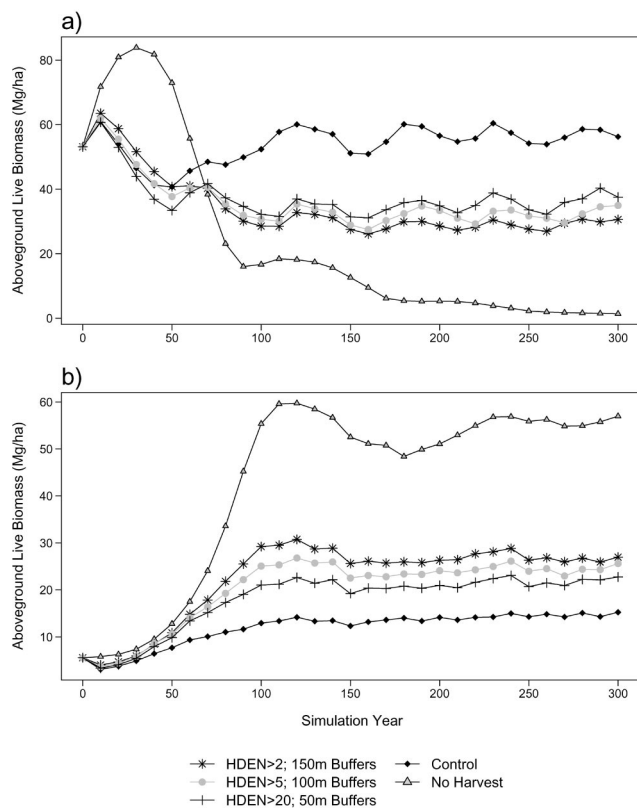 a)
Aboveground Live Biomass (Mg/ha)
80
60
40
20
0
0 50 100 150 200 250 300
b)
Aboveground Live Biomass (Mg/ha)
60
50
40
30
20
10
0 50 100 150 200 250 300
Simulation Year
HDEN>2; 150m Buffers
HDEN>5; 100m Buffers
HDEN>20; 50m Buffers
Control
No Harvest